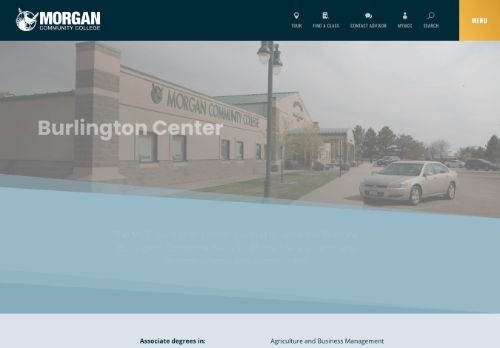 MORGAN
COMMUNITY COLLEGE
TOUR
FIND A CLASS
CONTACT ADVISOR
MYMCC
SEARCH
MENU
MORGAN COMMUNITY COLLEGE
Burlington Center
Associate degrees in:
Agriculture and Business Management